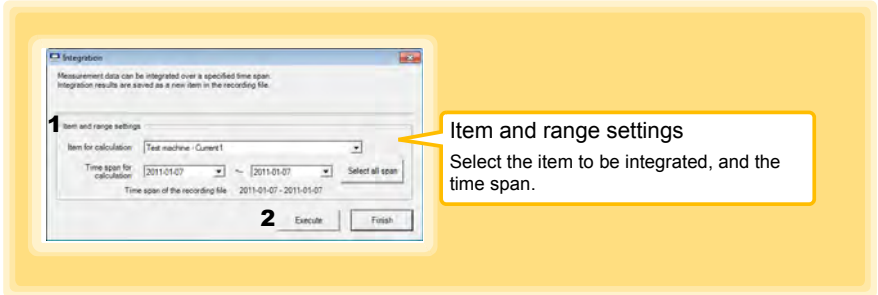 Integration
Measurement data can be integrated over a specified time span.
Integration results are saved as a new item in the recording file.
1
Item and range settings
Item for calculation Test machine - Current1
Time span for calculation 2011-01-07 ~ 2011-01-07 Select all span
Time span of the recording file 2011-01-07 - 2011-01-07
2 Execute Finish
Item and range settings
Select the item to be integrated, and the
time span.